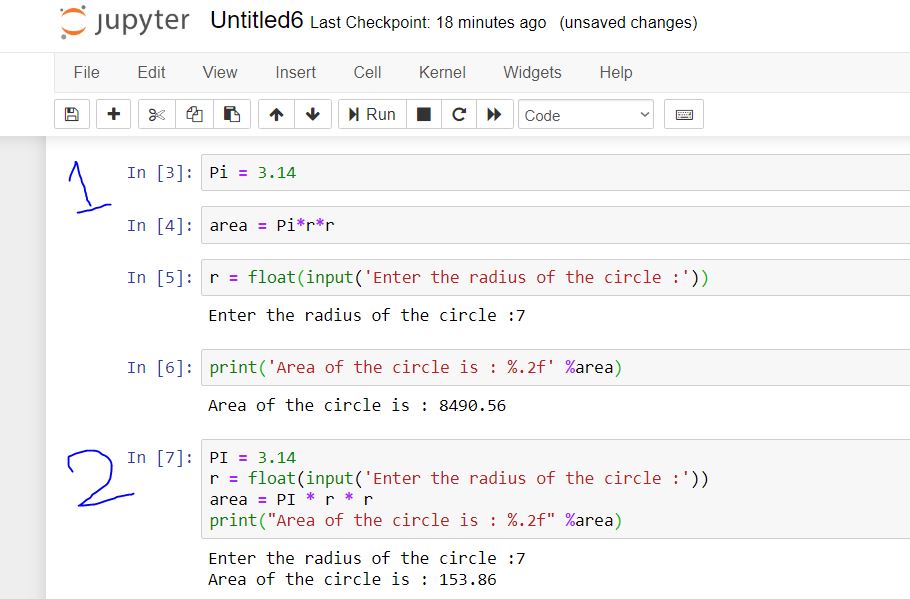 jupyter Untitled6 Last Checkpoint: 18 minutes ago (unsaved changes)
File Edit View Insert Cell Kernel Widgets Help
Run Code
1
In [3]: Pi = 3.14
In [4]: area = Pi*r*r
In [5]: r = float(input('Enter the radius of the circle :'))
Enter the radius of the circle :7
In [6]: print('Area of the circle is : %.2f' %area)
Area of the circle is : 8490.56
2
In [7]: PI = 3.14
r = float(input('Enter the radius of the circle :'))
area = PI * r * r
print("Area of the circle is : %.2f" %area)
Enter the radius of the circle :7
Area of the circle is : 153.86